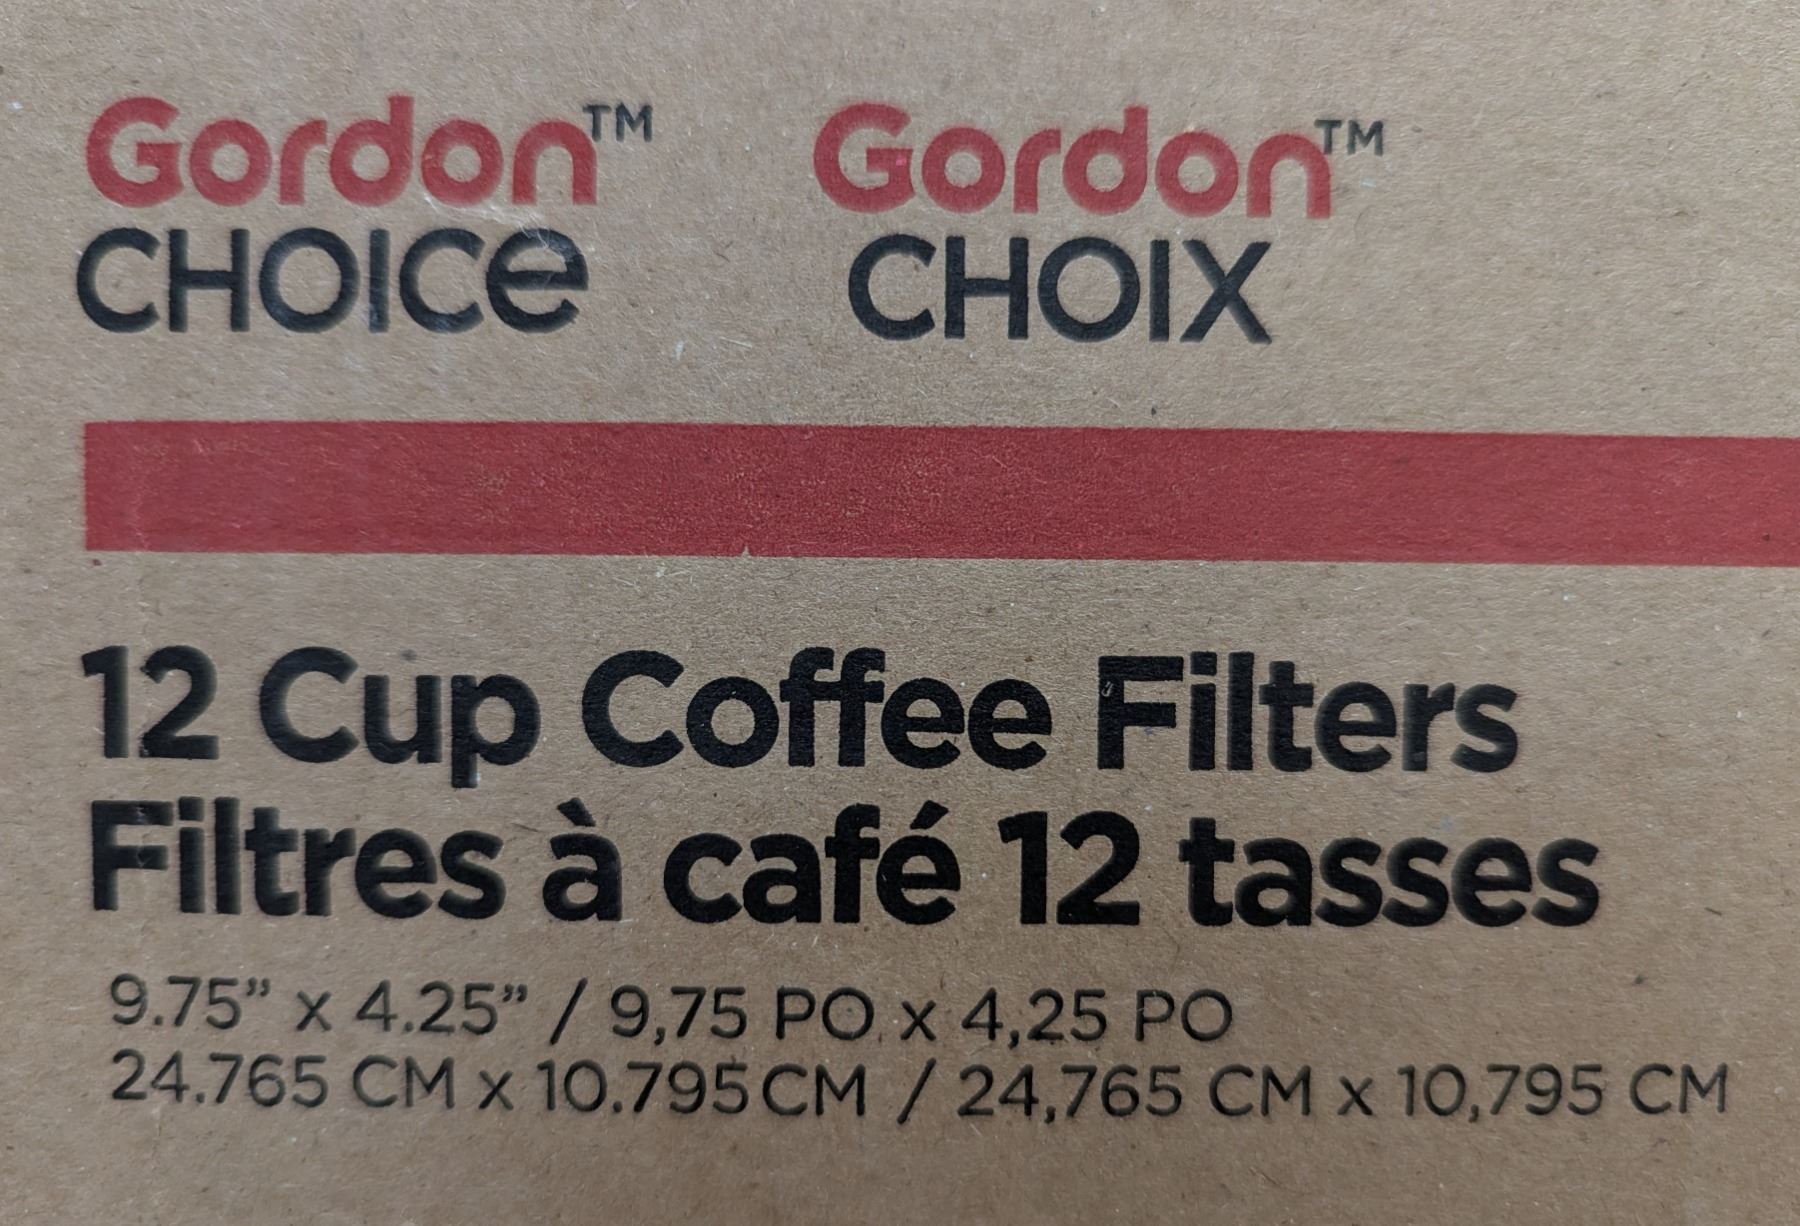 Gordon™ Gordon™
CHOICe CHOIX
12 Cup Coffee Filters
Filtres à café 12 tasses
9.75” x 4.25” / 9,75 PO x 4,25 PO
24.765 CM x 10.795 CM / 24,765 CM x 10,795 CM